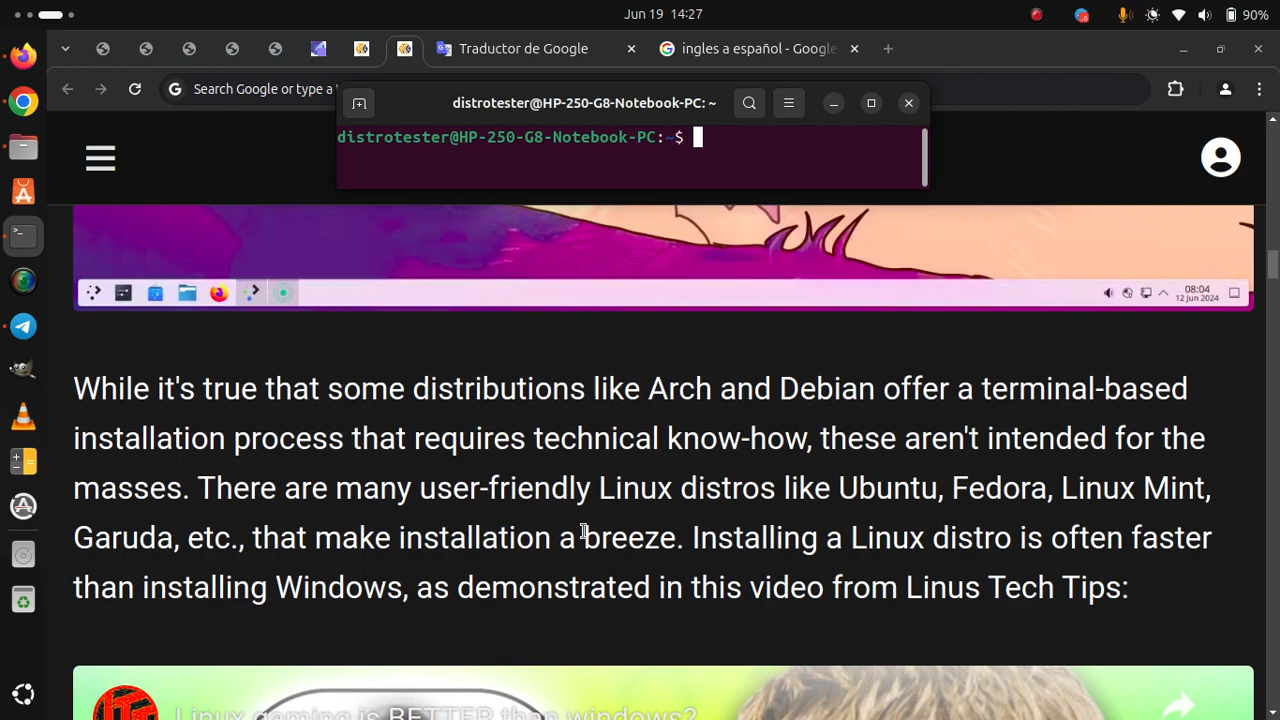 Jun 19 14:27
90%
Traductor de Google
ingles a español - Google
Search Google or type a
distrotester@HP-250-G8-Notebook-PC: ~
distrotester@HP-250-G8-Notebook-PC:~$
08:04
12 Jun 2024
While it's true that some distributions like Arch and Debian offer a terminal-based
installation process that requires technical know-how, these aren't intended for the
masses. There are many user-friendly Linux distros like Ubuntu, Fedora, Linux Mint,
Garuda, etc., that make installation a breeze. Installing a Linux distro is often faster
than installing Windows, as demonstrated in this video from Linus Tech Tips:
Linux gaming is BETTER than windows?